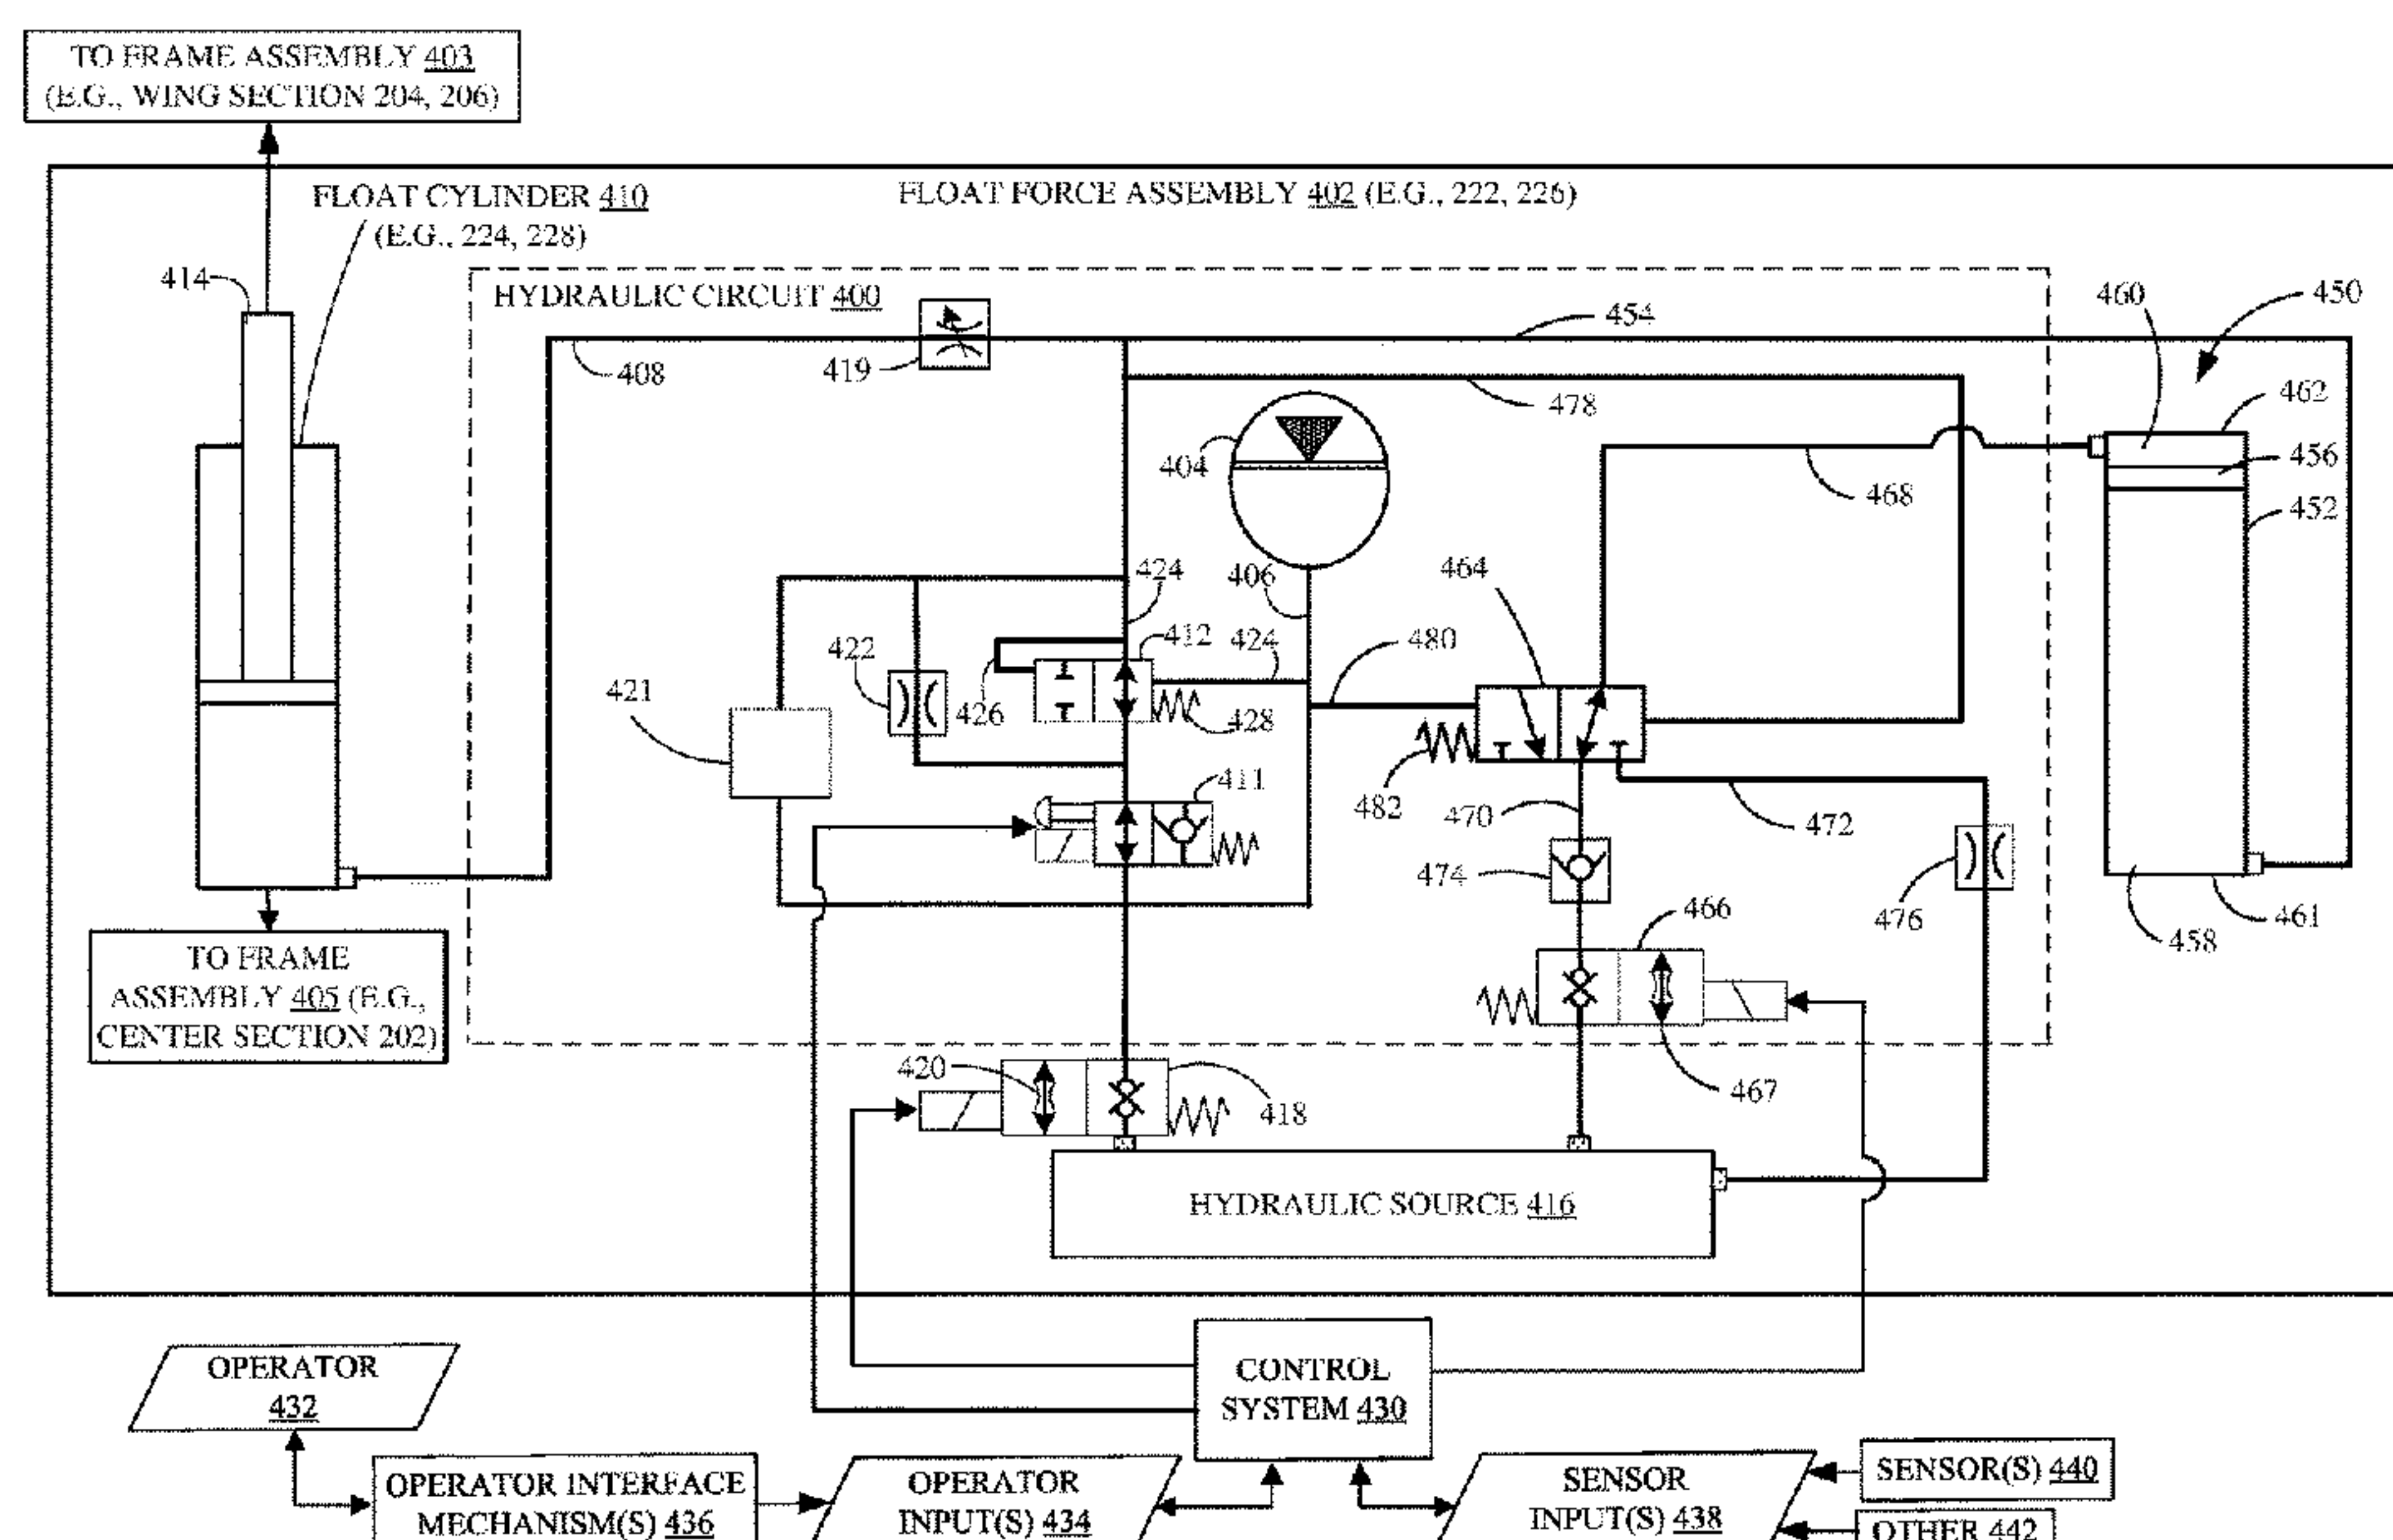 TO FRAME ASSEMBLY 403
(E.G., WING SECTION 204, 206)
FLOAT CYLINDER 410
(E.G., 224, 228)
FLOAT FORCE ASSEMBLY 402 (E.G., 222, 226)
414
HYDRAULIC CIRCUIT 400
460
450
454
408
419
478
462
404
456
468
452
424
406
464
422
412
424
480
421
426
428
482
411
470
472
474
476
466
458
461
TO FRAME
ASSEMBLY 405 (E.G.,
CENTER SECTION 202)
420
418
467
HYDRAULIC SOURCE 416
OPERATOR
432
CONTROL
SYSTEM 430
OPERATOR INTERFACE
MECHANISM(S) 436
OPERATOR
INPUT(S) 434
SENSOR
INPUT(S) 438
SENSOR(S) 440
OTHER 442